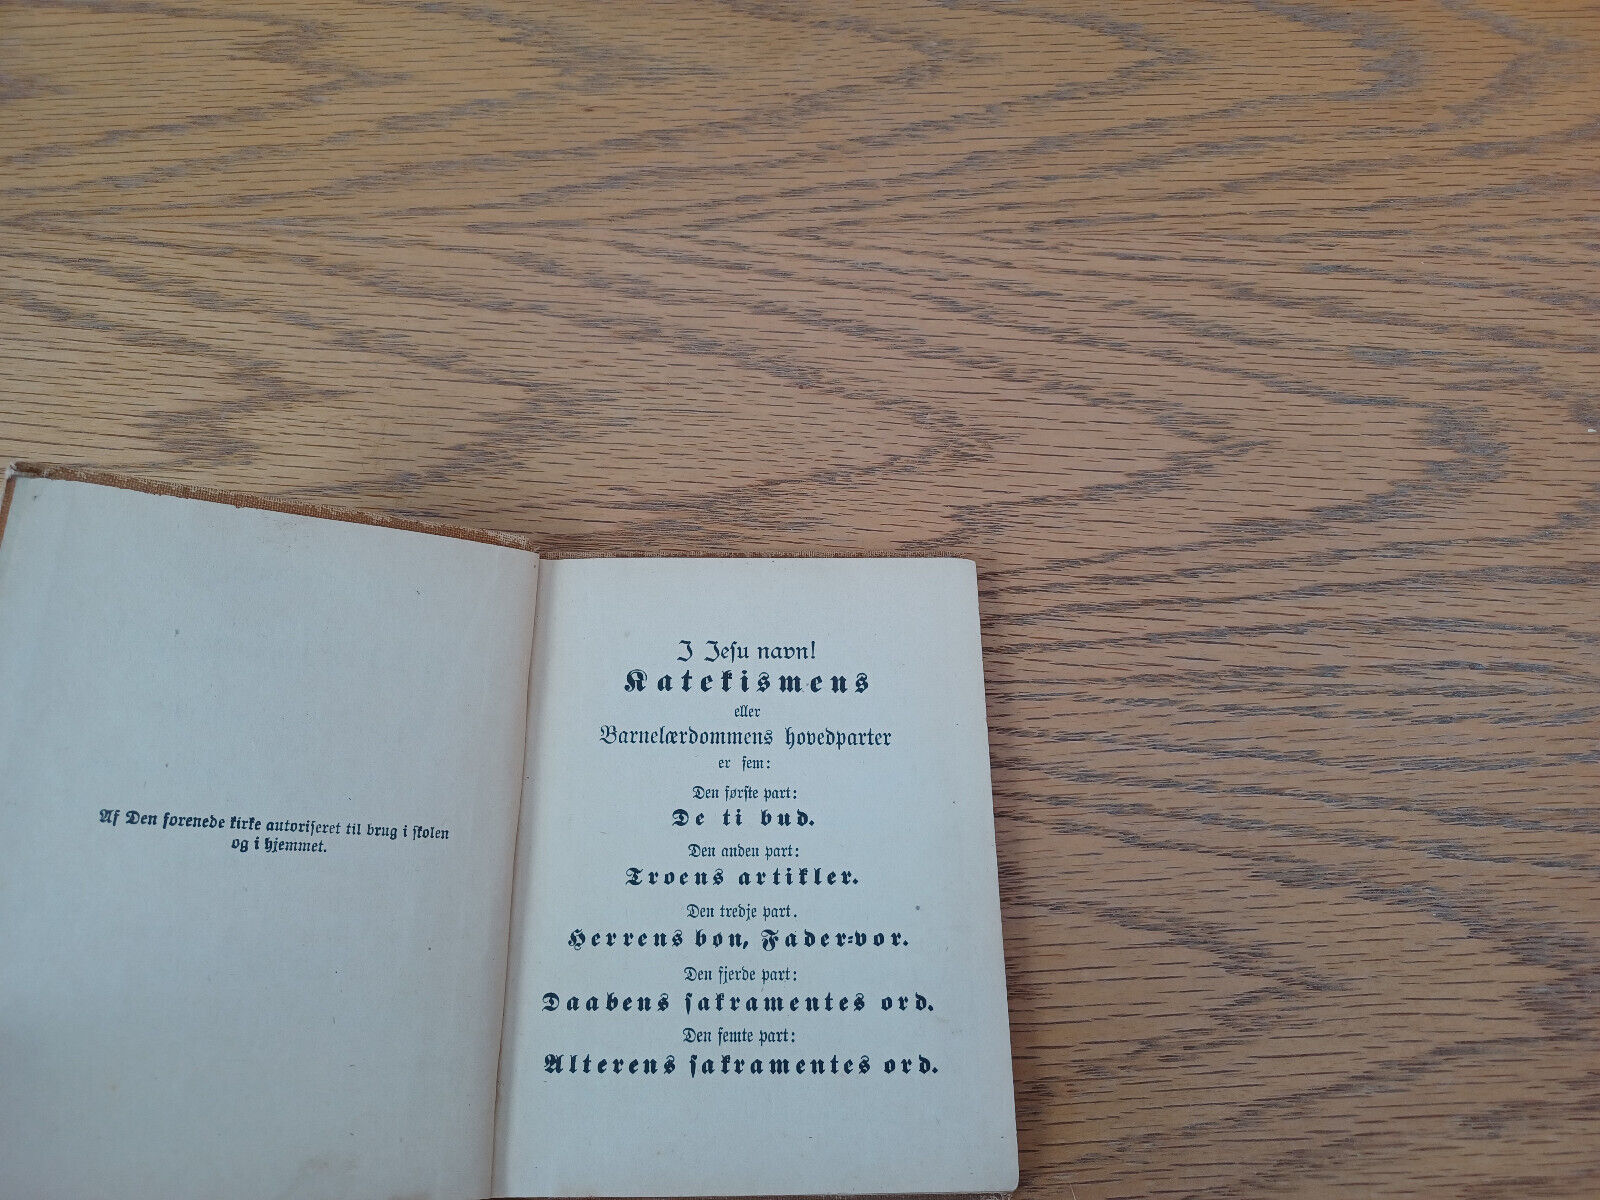 Af Den forenede kirke autoriseret til brug i skolen
og i hjemmet.
I Jesu navn!
Katekismens
eller
Barnelærdommens hovedparter
er fem:
Den første part:
De ti bud.
Den anden part:
Troens artikler.
Den tredje part.
Herrens bøn, Fader-vor.
Den fjerde part:
Daabens sakramentes ord.
Den femte part:
Alterens sakramentes ord.